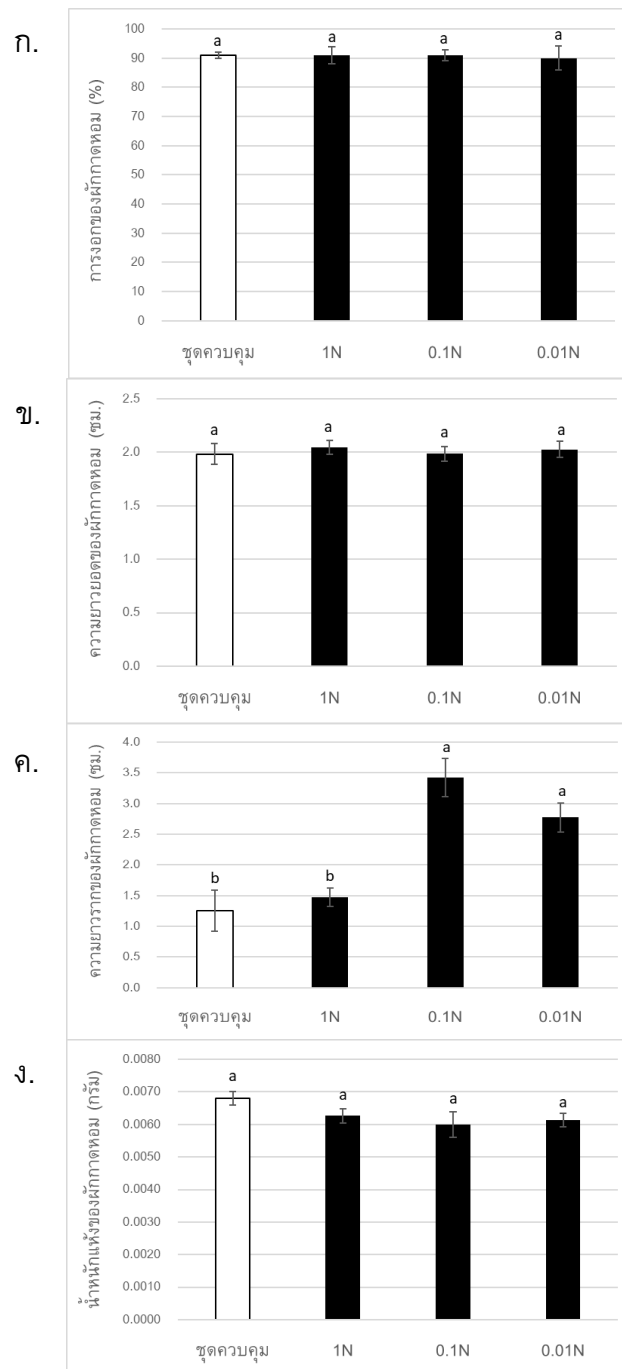 ก.
การงอกของผักกาดหอม (%)
100
90
80
70
60
50
40
30
20
10
0
a
a
a
a
ชุดควบคุม 1N 0.1N 0.01N
ข.
ความยาวยอดของผักกาดหอม (ซม.)
2.5
2.0
1.5
1.0
0.5
0.0
a
a
a
a
ชุดควบคุม 1N 0.1N 0.01N
ค.
ความยาวรากของผักกาดหอม (ซม.)
4.0
3.5
3.0
2.5
2.0
1.5
1.0
0.5
0.0
b
b
a
a
ชุดควบคุม 1N 0.1N 0.01N
ง.
น้ำหนักแห้งของผักกาดหอม (กรัม)
0.0080
0.0070
0.0060
0.0050
0.0040
0.0030
0.0020
0.0010
0.0000
a
a
a
a
ชุดควบคุม 1N 0.1N 0.01N